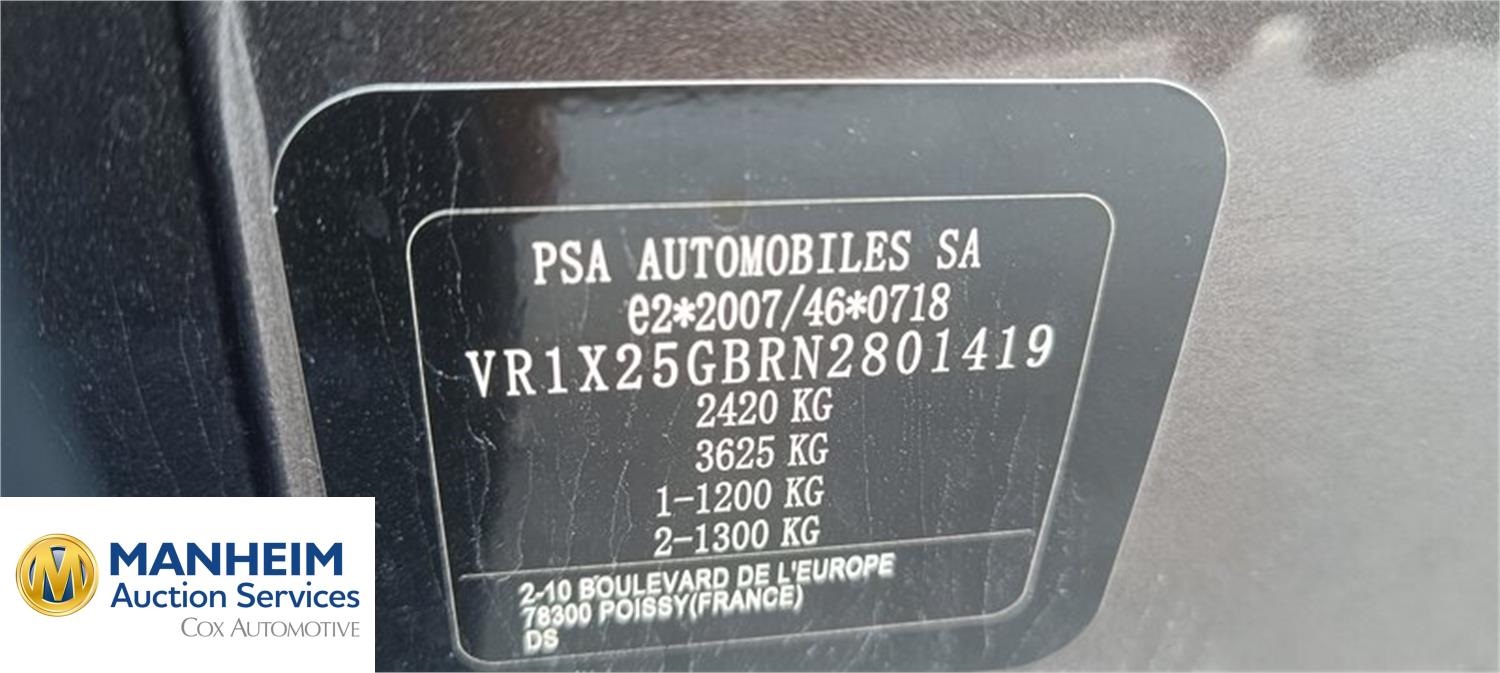 PSA AUTOMOBILES SA
e2*2007/46*0718
VR1X25GBRN2801419
2420 KG
3625 KG
1-1200 KG
2-1300 KG
2-10 BOULEVARD DE L'EUROPE
78300 POISSY(FRANCE)
DS
MANHEIM
Auction Services
COX AUTOMOTIVE